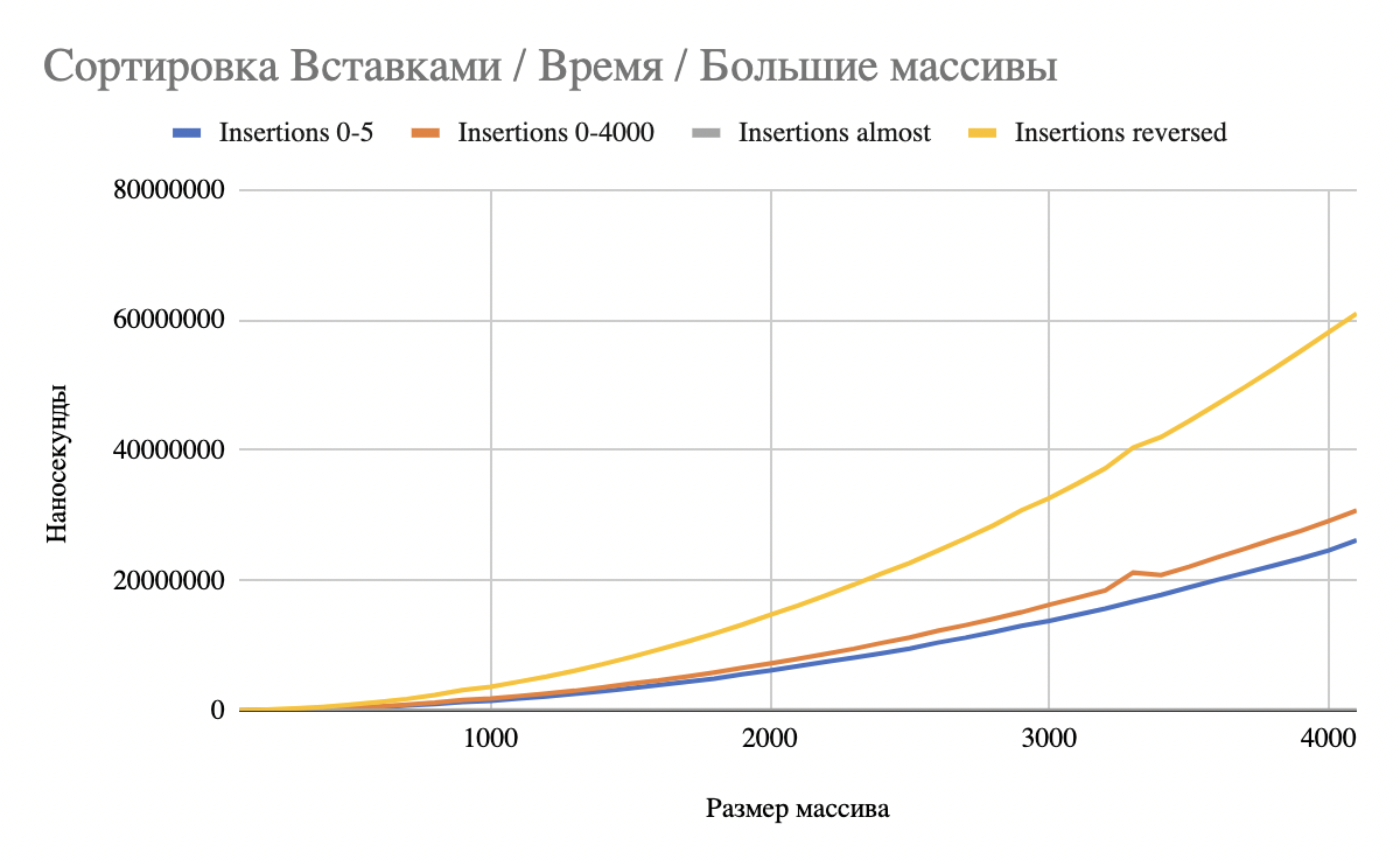 Сортировка Вставками / Время / Большие массивы
Insertions 0-5 Insertions 0-4000 Insertions almost Insertions reversed
80000000
60000000
40000000
20000000
0
Наносекунды
1000 2000 3000 4000
Размер массива